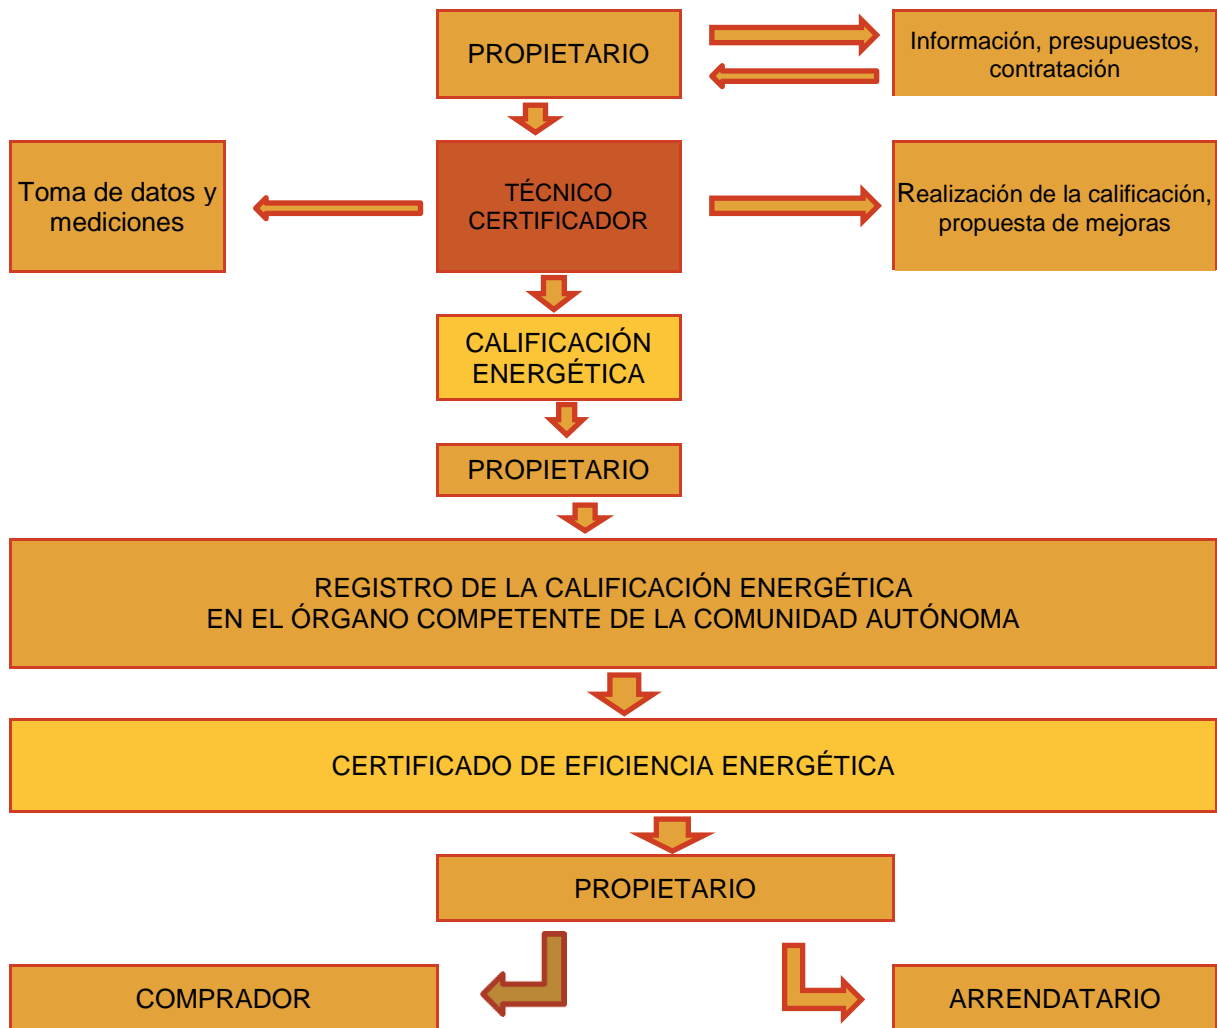 PROPIETARIO
Información, presupuestos,
contratación
Toma de datos y
mediciones
TÉCNICO
CERTIFICADOR
Realización de la calificación,
propuesta de mejoras
CALIFICACIÓN
ENERGÉTICA
PROPIETARIO
REGISTRO DE LA CALIFICACIÓN ENERGÉTICA
EN EL ÓRGANO COMPETENTE DE LA COMUNIDAD AUTÓNOMA
CERTIFICADO DE EFICIENCIA ENERGÉTICA
PROPIETARIO
COMPRADOR
ARRENDATARIO